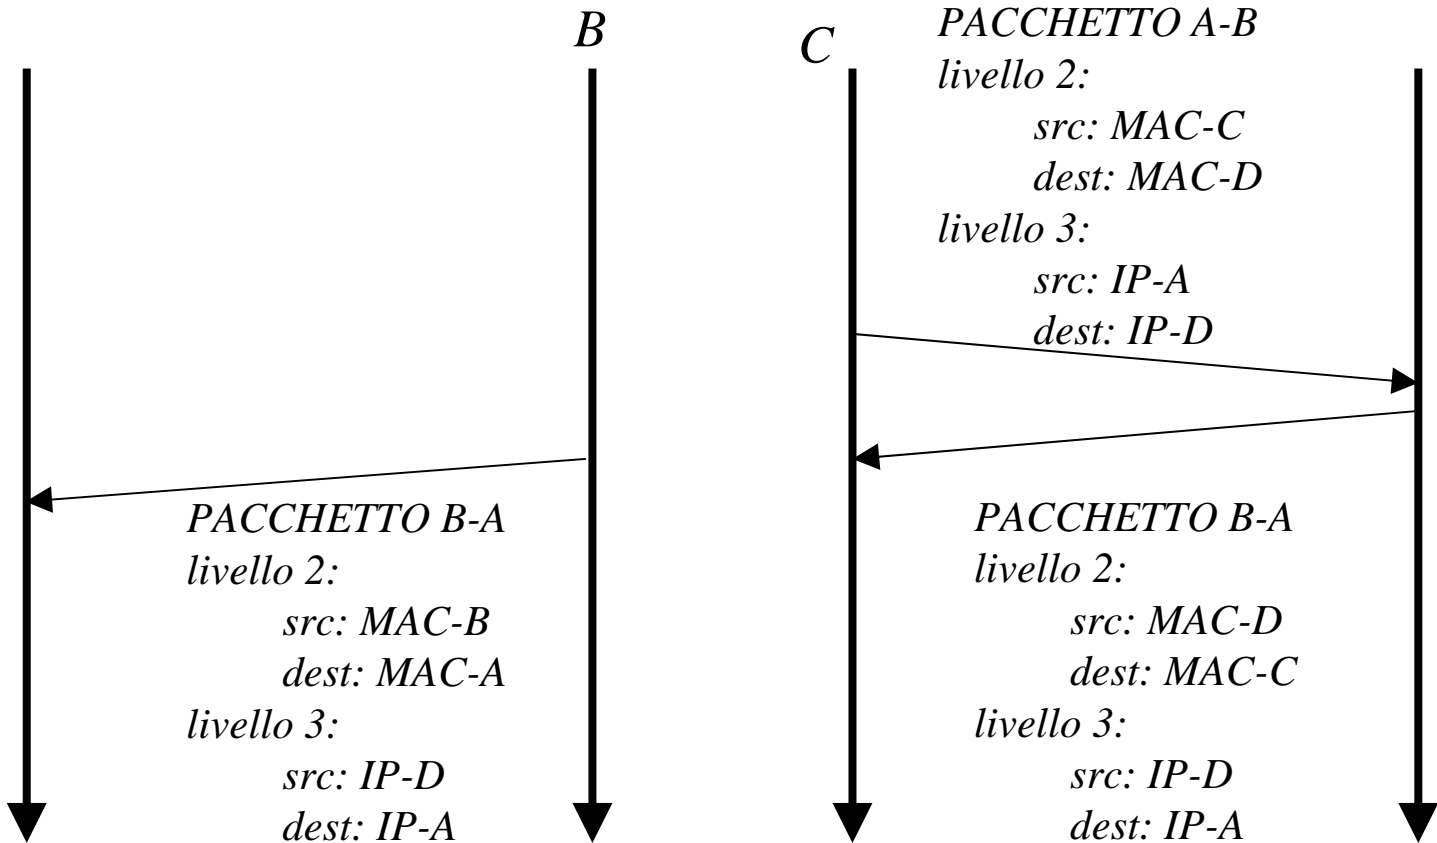 B
C
PACCHETTO A-B
livello 2:
src: MAC-C
dest: MAC-D
livello 3:
src: IP-A
dest: IP-D
PACCHETTO B-A
livello 2:
src: MAC-B
dest: MAC-A
livello 3:
src: IP-D
dest: IP-A
PACCHETTO B-A
livello 2:
src: MAC-D
dest: MAC-C
livello 3:
src: IP-D
dest: IP-A